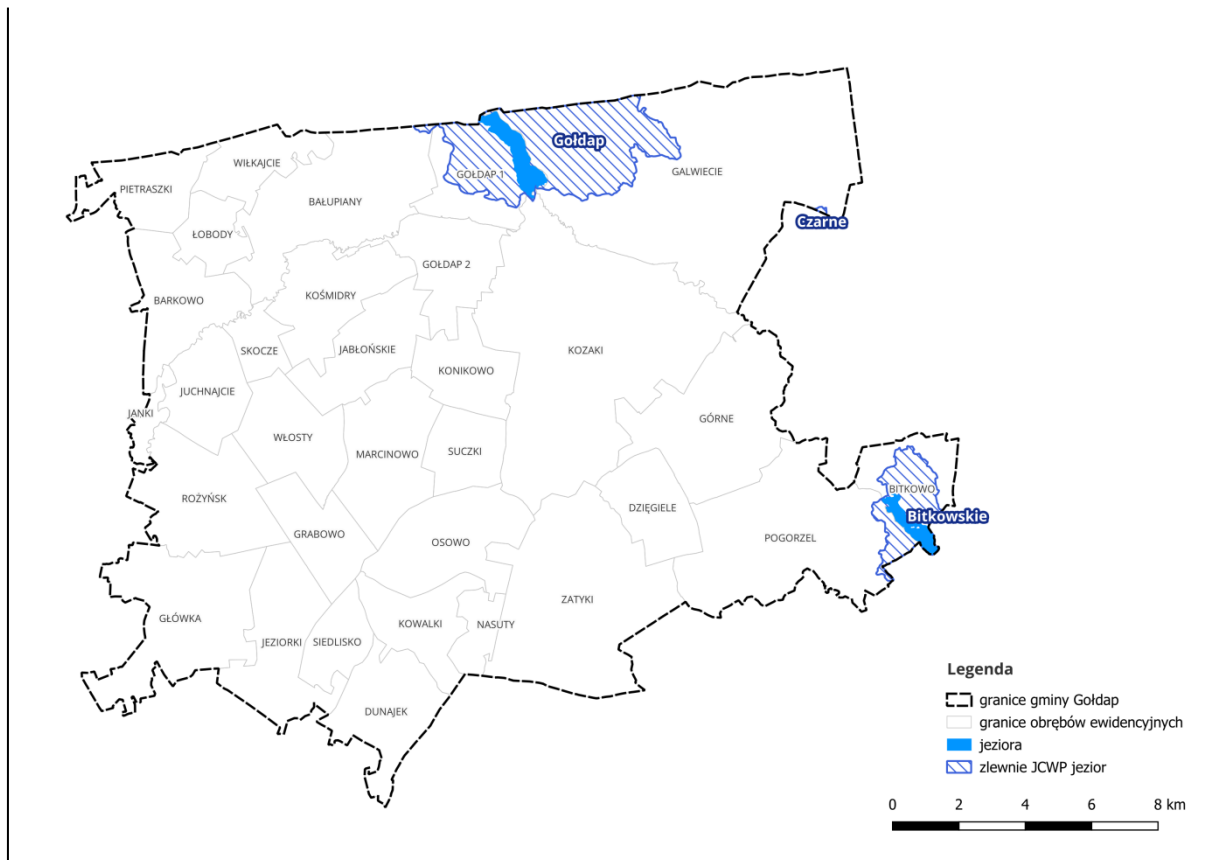 Gołdap
WIŁKAJCIE
GALWIECIE
GOŁDAP 1
PIETRASZKI
BAŁUPIANY
Czarne
ŁOBODY
GOŁDAP 2
KOŚMIDRY
BARKOWO
SKOCZE
JABŁOŃSKIE
KOZAKI
KONIKOWO
JUCHNAJCIE
JANKI
GÓRNE
WŁOSTY
MARCINOWO
SUCZKI
BITKOWO
ROŻYŃSK
DZIĘGIELE
Bitkowskie
GRABOWO
OSOWO
POGORZEL
ZATYKI
GŁÓWKA
KOWALKI
NASUTY
JEZIORKI
SIEDLISKO
DUNAJEK
Legenda
granice gminy Gołdap
granice obrębów ewidencyjnych
jeziora
zlewnie JCWP jezior
0 2 4 6 8 km